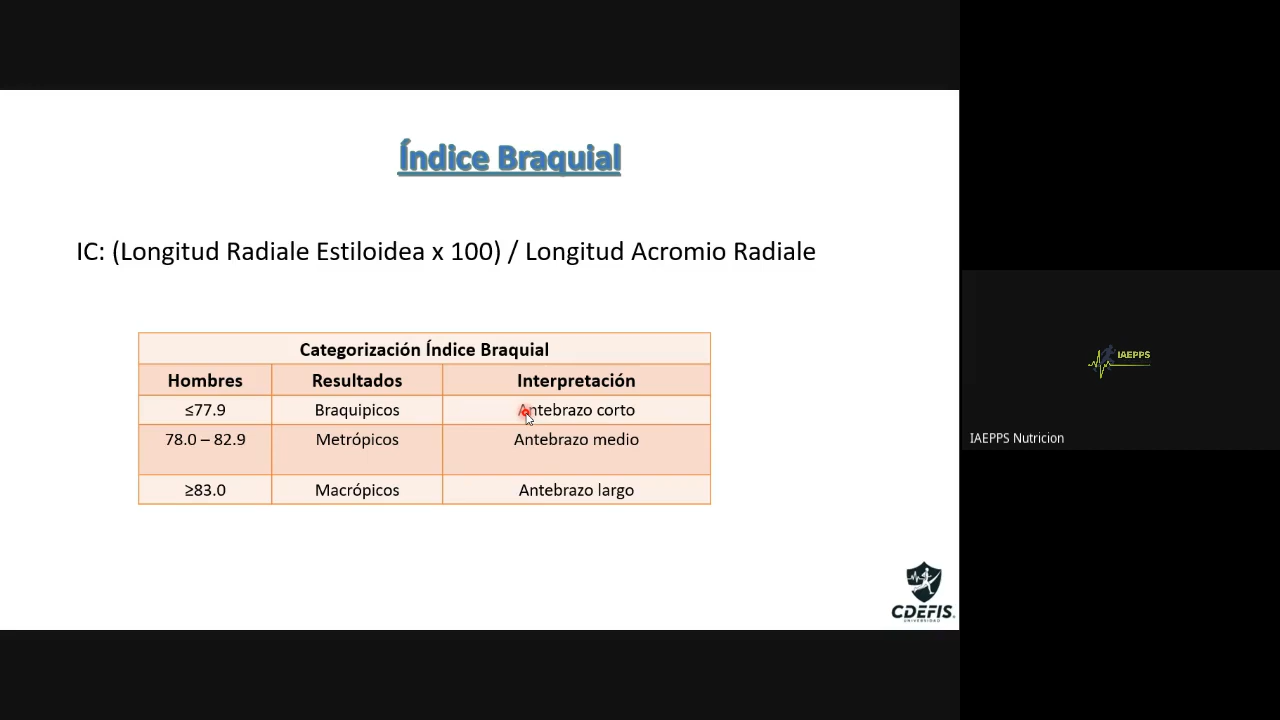 Índice Braquial
IC: (Longitud Radiale Estiloidea x 100) / Longitud Acromio Radiale
Categorización Índice Braquial
Hombres Resultados Interpretación
≤77.9 Braquipicos Antebrazo corto
78.0 – 82.9 Metrópicos Antebrazo medio
≥83.0 Macrópicos Antebrazo largo
CDEFIS
UNIVERSIDAD
IAEPPS
IAEPPS Nutricion